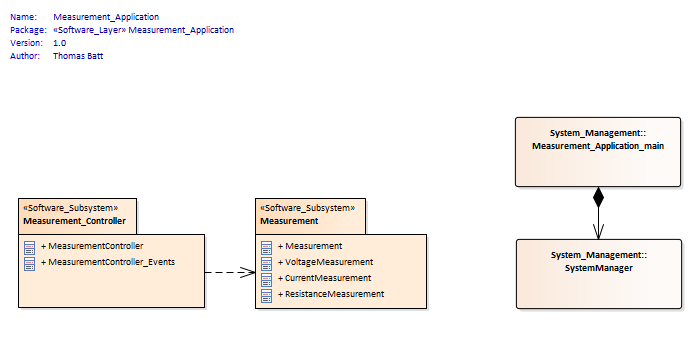 Name: Measurement_Application
Package: «Software_Layer» Measurement_Application
Version: 1.0
Author: Thomas Batt
System_Management::
Measurement_Application_main
«Software_Subsystem»
Measurement_Controller
+ MeasurementController
+ MeasurementController_Events
«Software_Subsystem»
Measurement
+ Measurement
+ VoltageMeasurement
+ CurrentMeasurement
+ ResistanceMeasurement
System_Management::
SystemManager